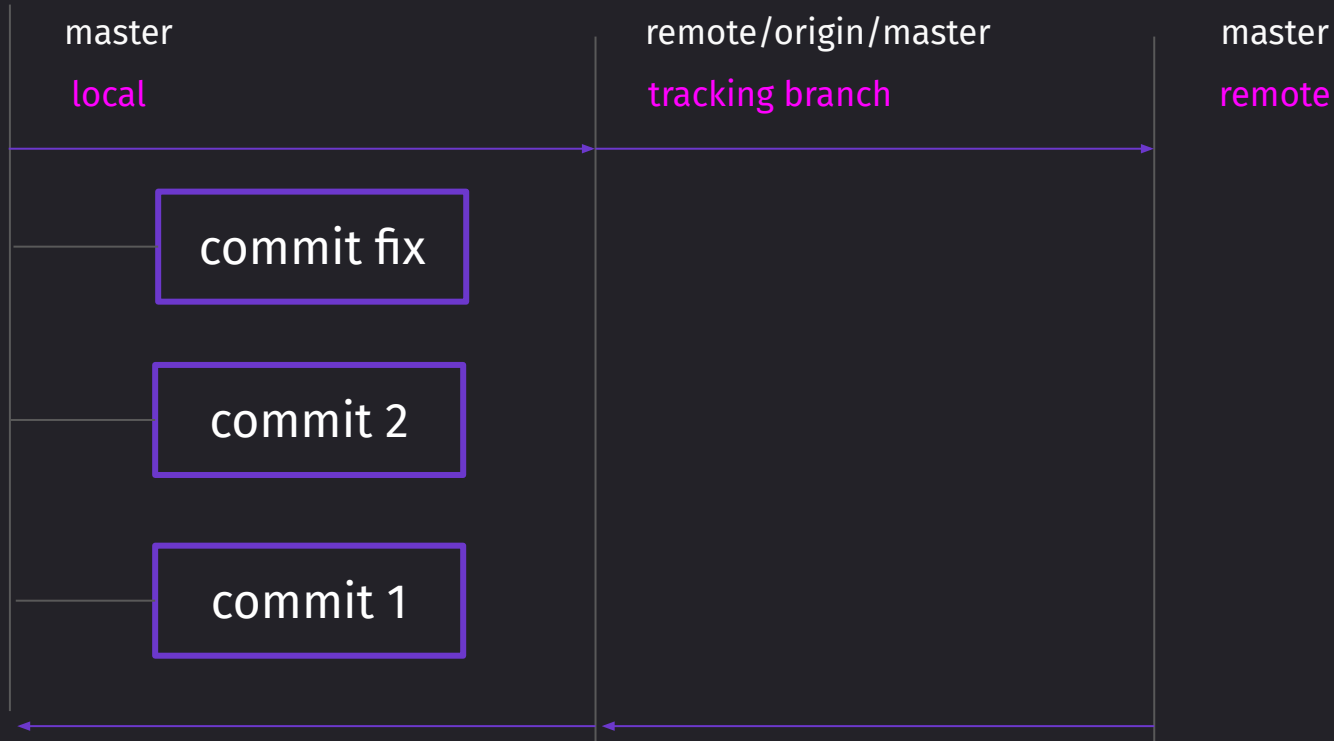 master
local
remote/origin/master
tracking branch
master
remote
commit fix
commit 2
commit 1